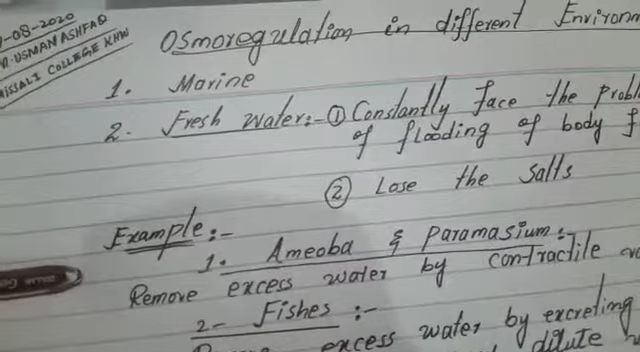 -08-2020
USMAN ASHFAQ
COLLEGE KHW
Osmoregulation in different Environm
1. Marine
2. Fresh water:- ① Constantly face the probl
of flooding of body f
② Lose the salts
Example:-
1. Ameoba & Paramasium:-
Remove excess water by contractile
2- Fishes :-
excess water by excreting
dilute